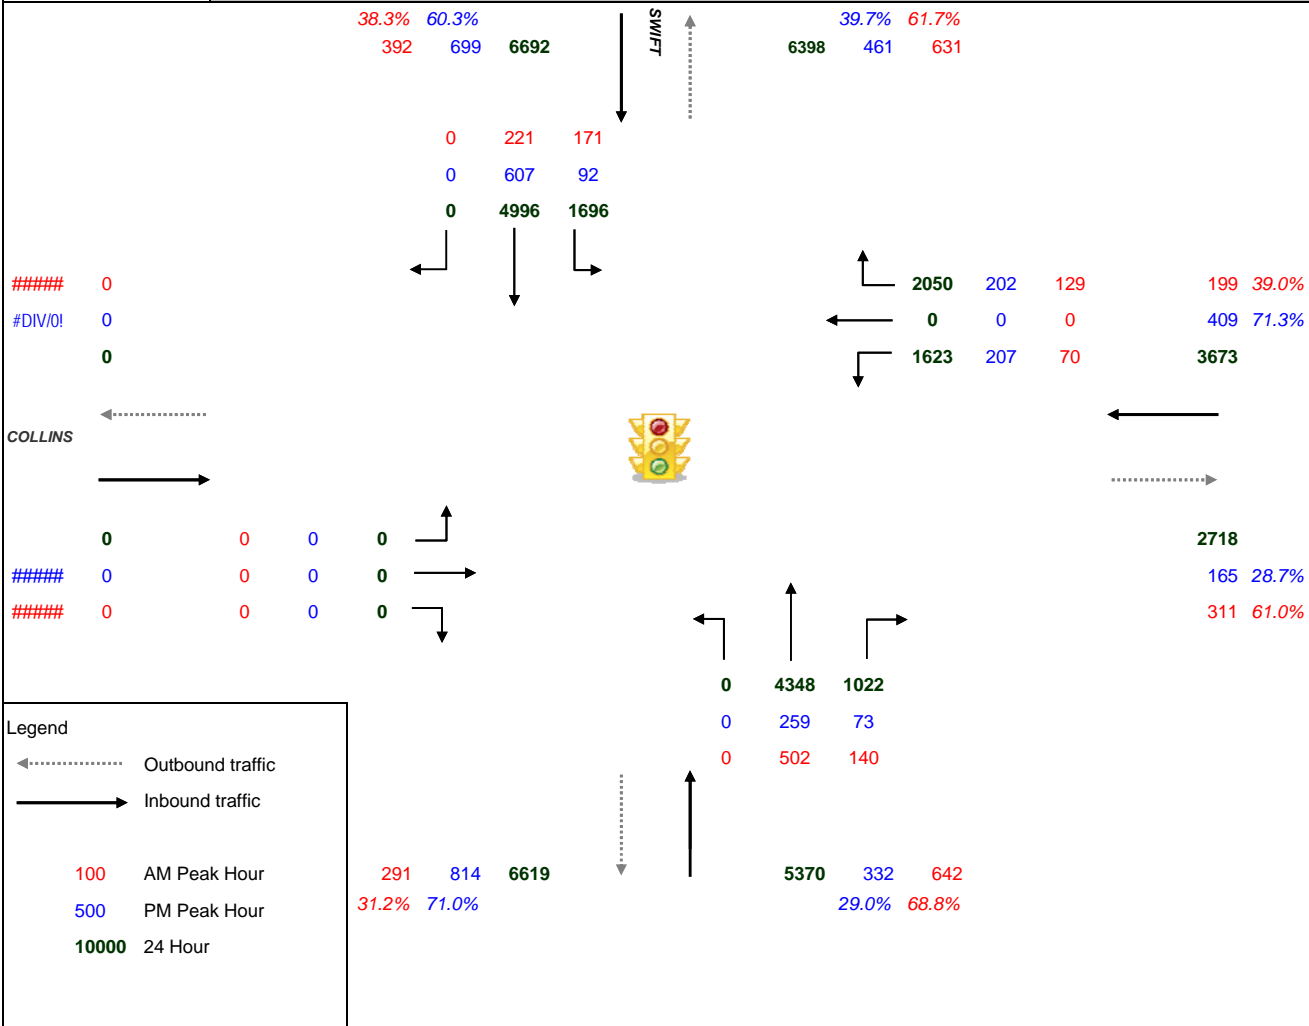 38.3% 60.3% 39.7% 61.7%
SWIFT
392 699 6692 6398 461 631
0 221 171
0 607 92
0 4996 1696
##### 0 2050 202 129 199 39.0%
#DIV/0! 0 0 0 0 409 71.3%
0 1623 207 70 3673
COLLINS
0 0 0 0 2718
##### 0 0 0 0 165 28.7%
##### 0 0 0 0 311 61.0%
0 4348 1022
0 259 73
0 502 140
Legend
Outbound traffic
Inbound traffic
100 AM Peak Hour
500 PM Peak Hour
10000 24 Hour
291 814 6619 5370 332 642
31.2% 71.0% 29.0% 68.8%